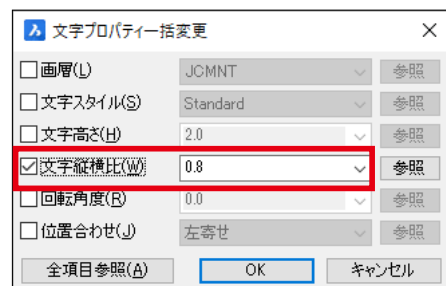 文字プロパティ一括変更
画層(L) JCMNT 参照
文字スタイル(S) Standard 参照
文字高さ(H) 2.0 参照
文字縦横比(W) 0.8 参照
回転角度(R) 0.0 参照
位置合わせ(J) 左寄せ 参照
全項目参照(A) OK キャンセル